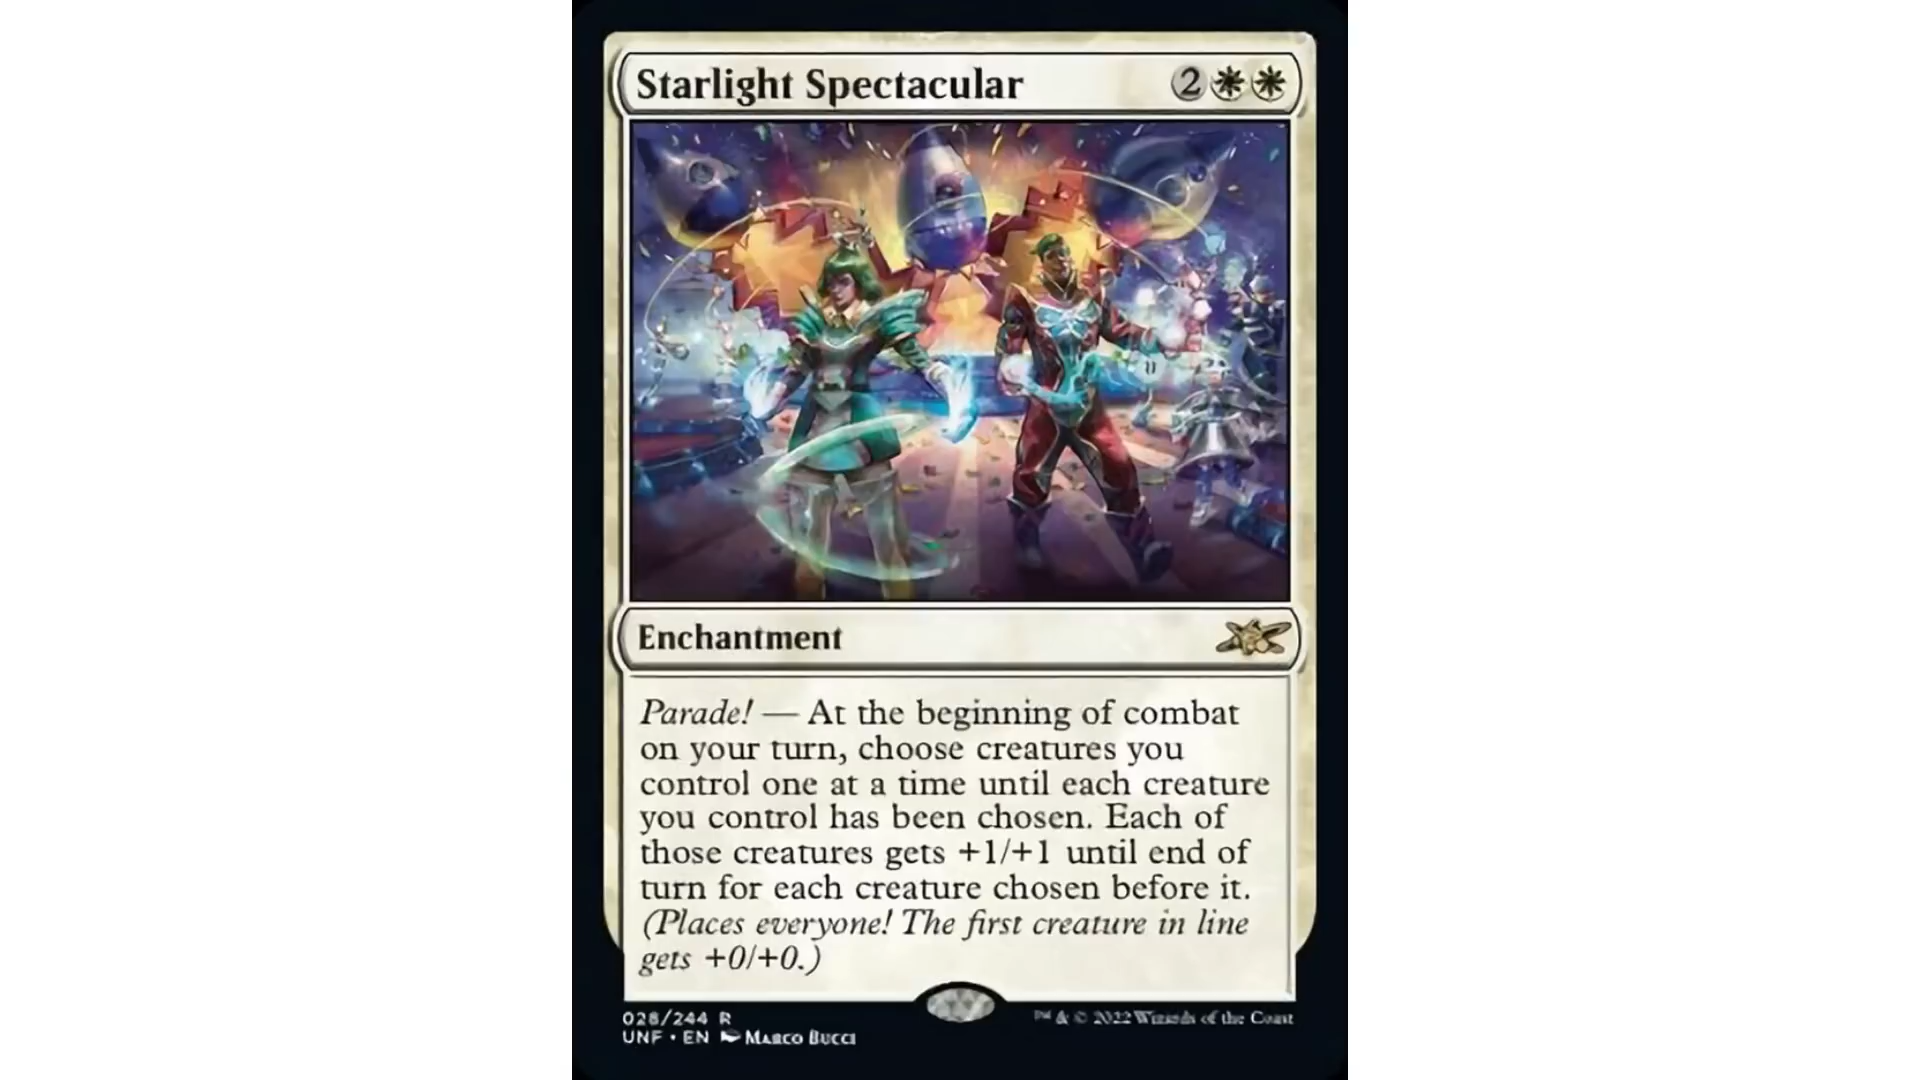 Starlight Spectacular 2
Enchantment
Parade! — At the beginning of combat
on your turn, choose creatures you
control one at a time until each creature
you control has been chosen. Each of
those creatures gets +1/+1 until end of
turn for each creature chosen before it.
(Places everyone! The first creature in line
gets +0/+0.)
028/244 R
UNF • EN Marco Bucci
™ & © 2022 Wizards of the Coast